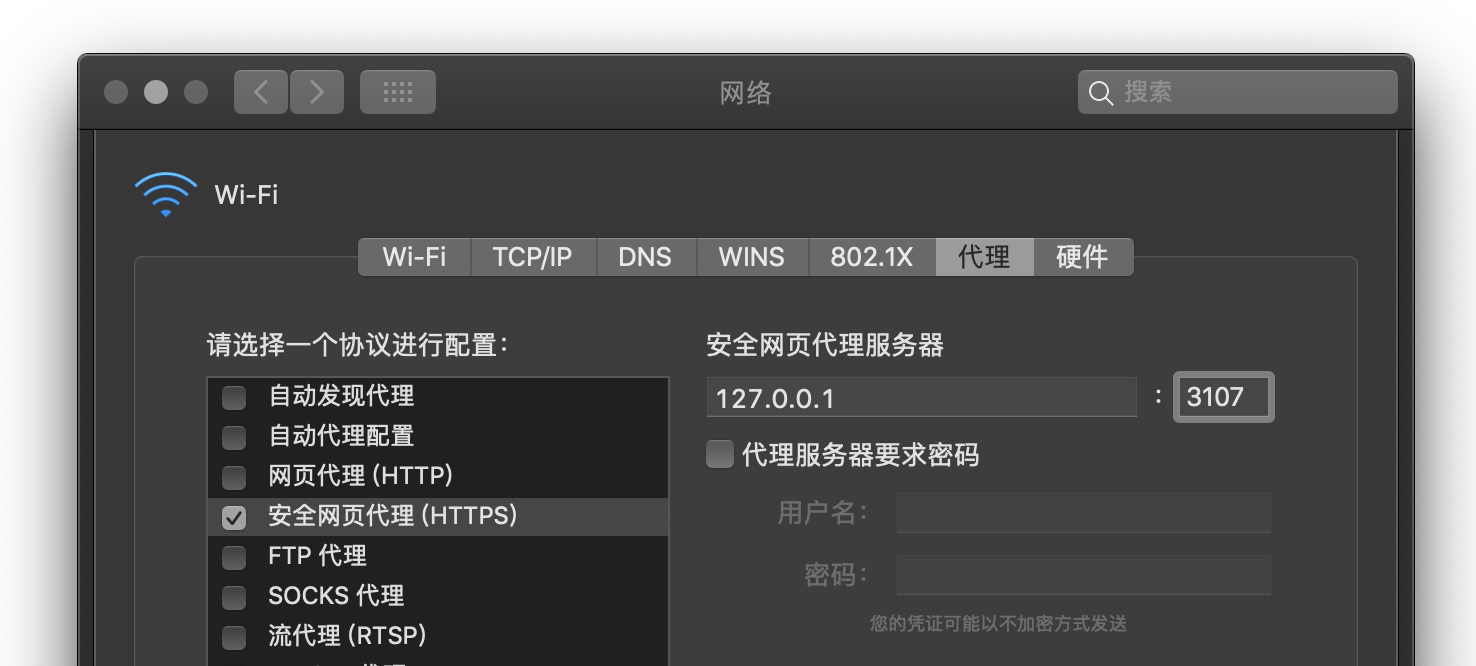 网络
搜索
Wi-Fi
Wi-Fi TCP/IP DNS WINS 802.1X 代理 硬件
请选择一个协议进行配置：
自动发现代理
自动代理配置
网页代理 (HTTP)
安全网页代理 (HTTPS)
FTP 代理
SOCKS 代理
流代理 (RTSP)
安全网页代理服务器
127.0.0.1 : 3107
代理服务器要求密码
用户名：
密码：
您的凭证可能以不加密方式发送